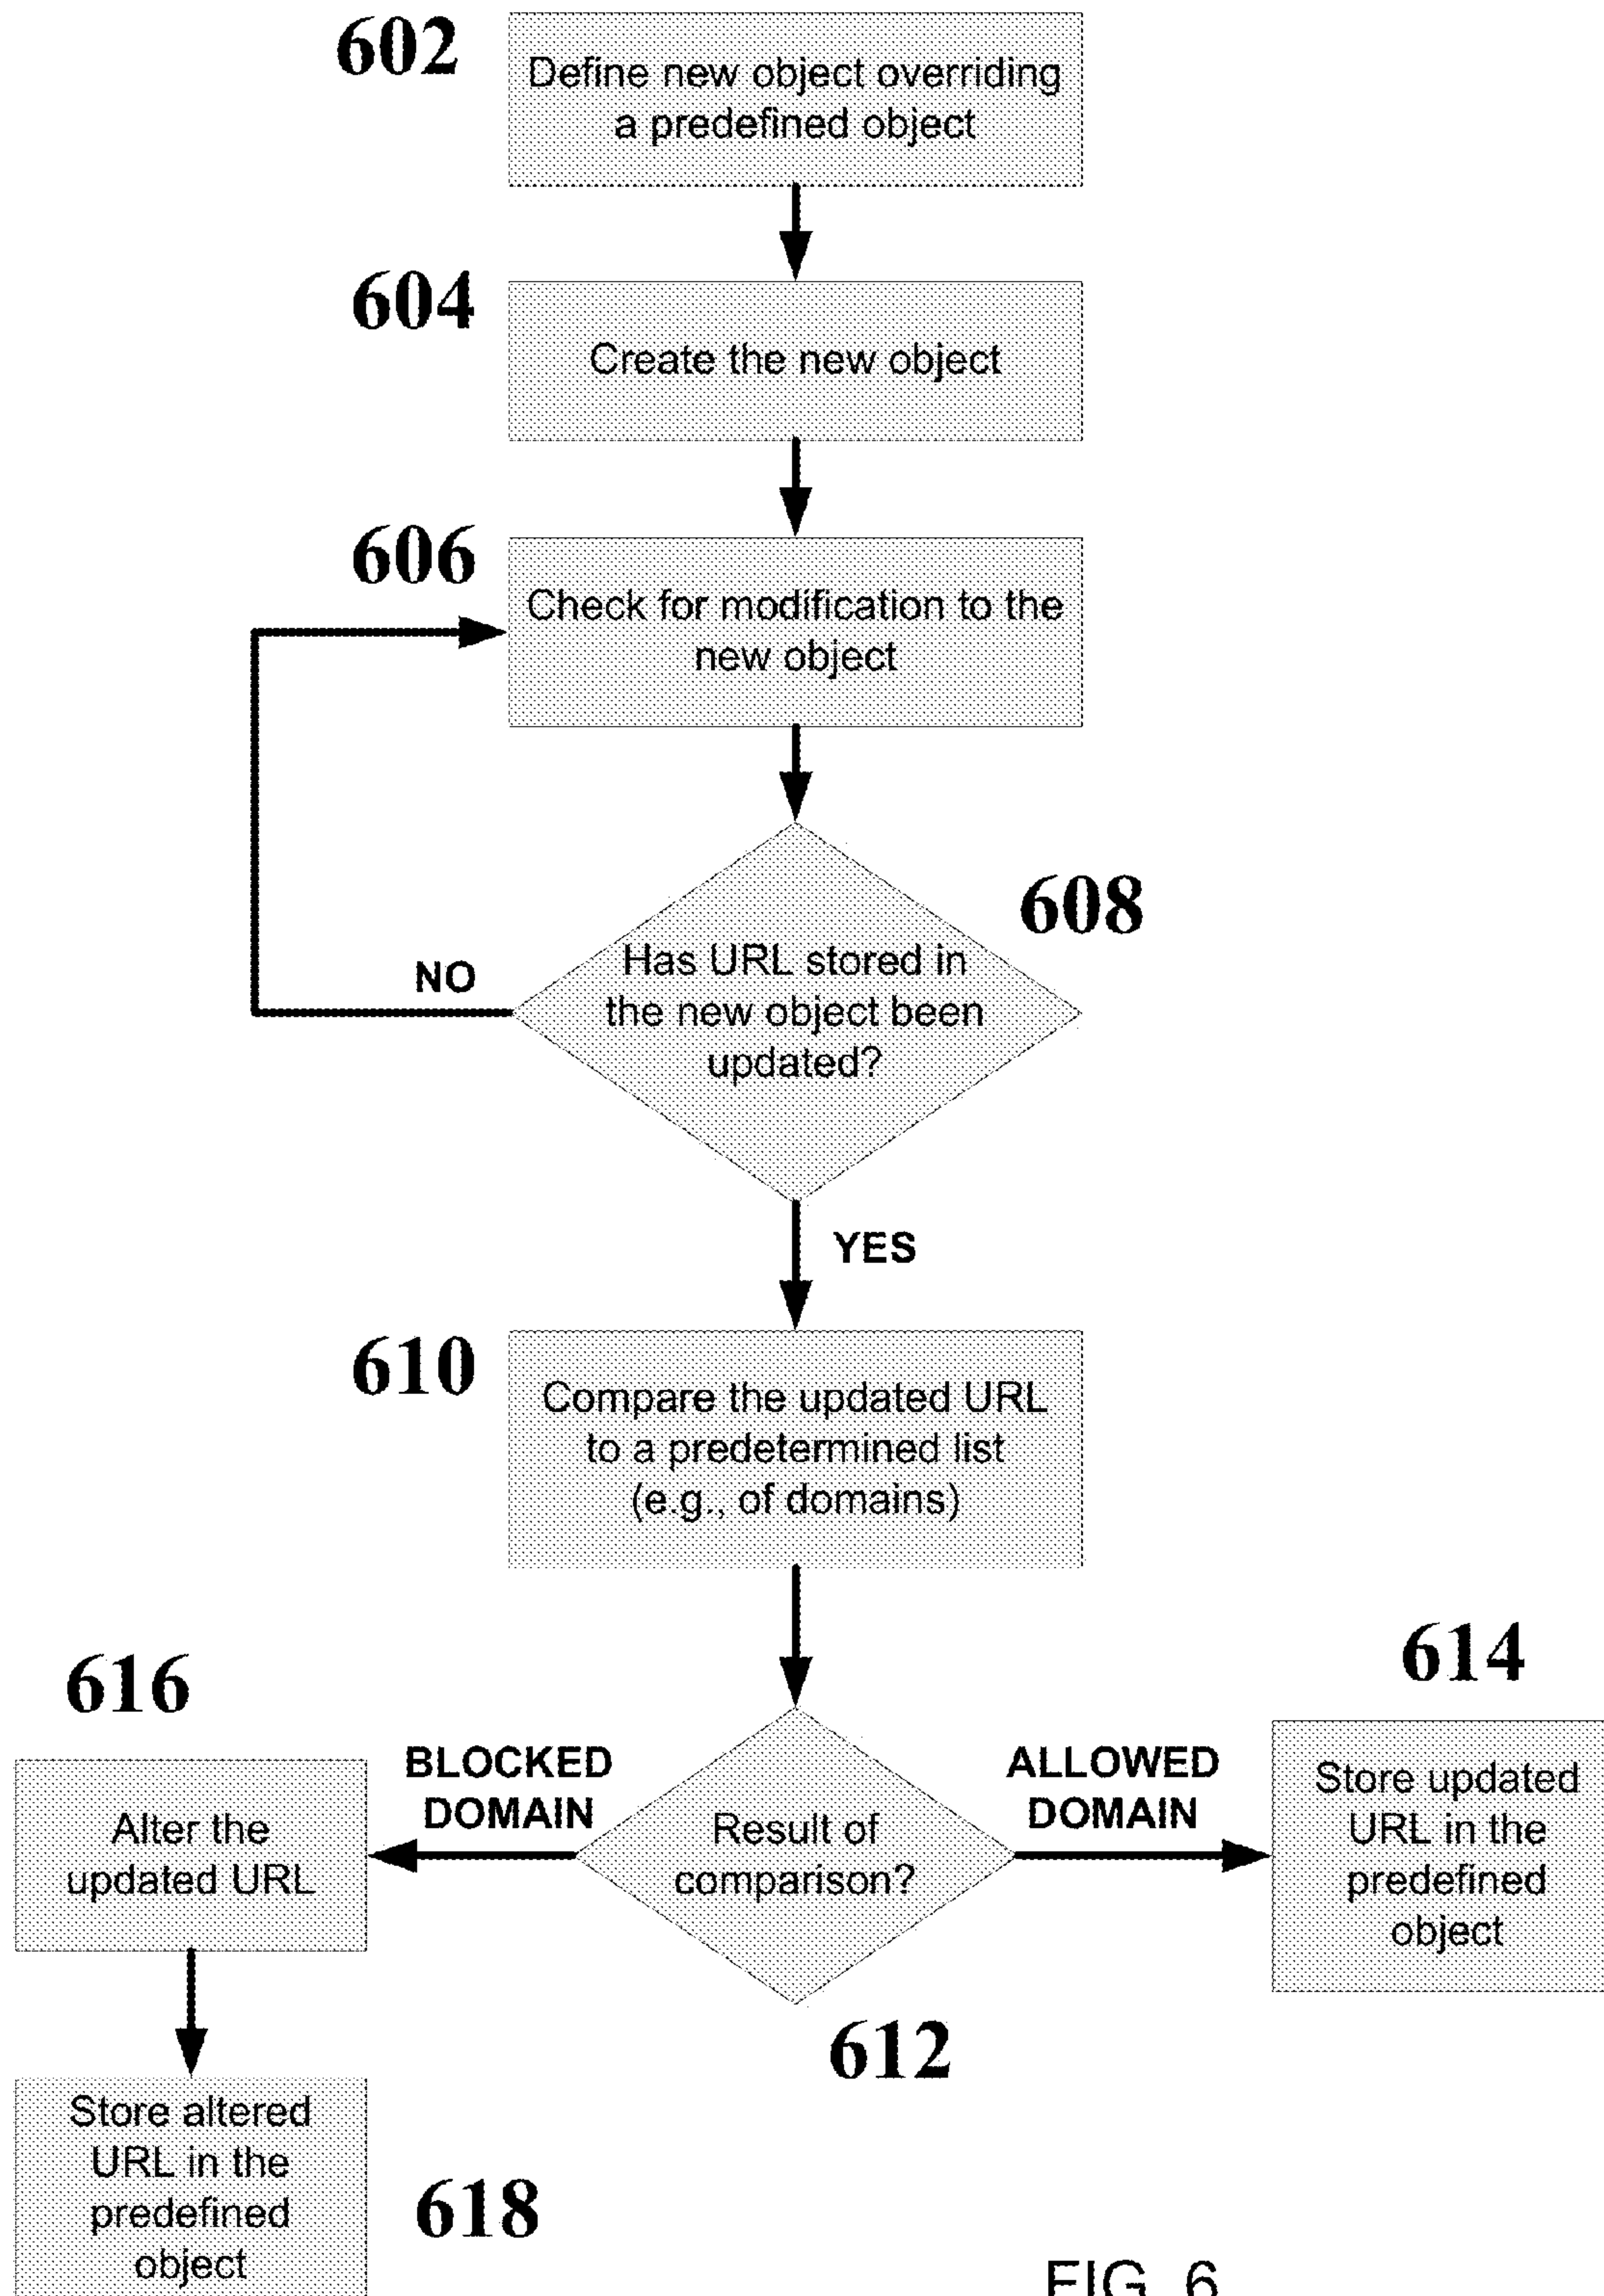 602
Define new object overriding
a predefined object
604
Create the new object
606
Check for modification to the
new object
608
Has URL stored in
the new object been
updated?
NO
YES
610
Compare the updated URL
to a predetermined list
(e.g., of domains)
616
614
BLOCKED
DOMAIN
ALLOWED
DOMAIN
Alter the
updated URL
Result of
comparison?
Store updated
URL in the
predefined
object
612
Store altered
URL in the
predefined
object
618
FIG. 6